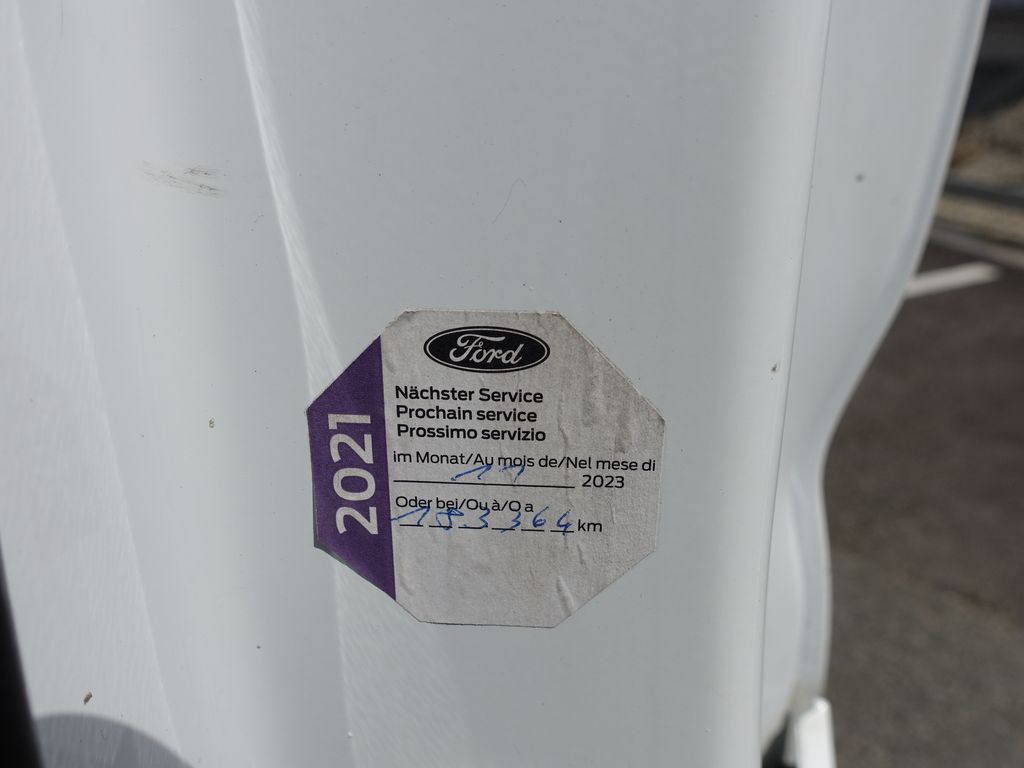 Ford
Nächster Service
Prochain service
Prossimo servizio
im Monat/Au mois de/Nel mese di
11 2023
Oder bei/Ou à/O a
183 364 km
2021